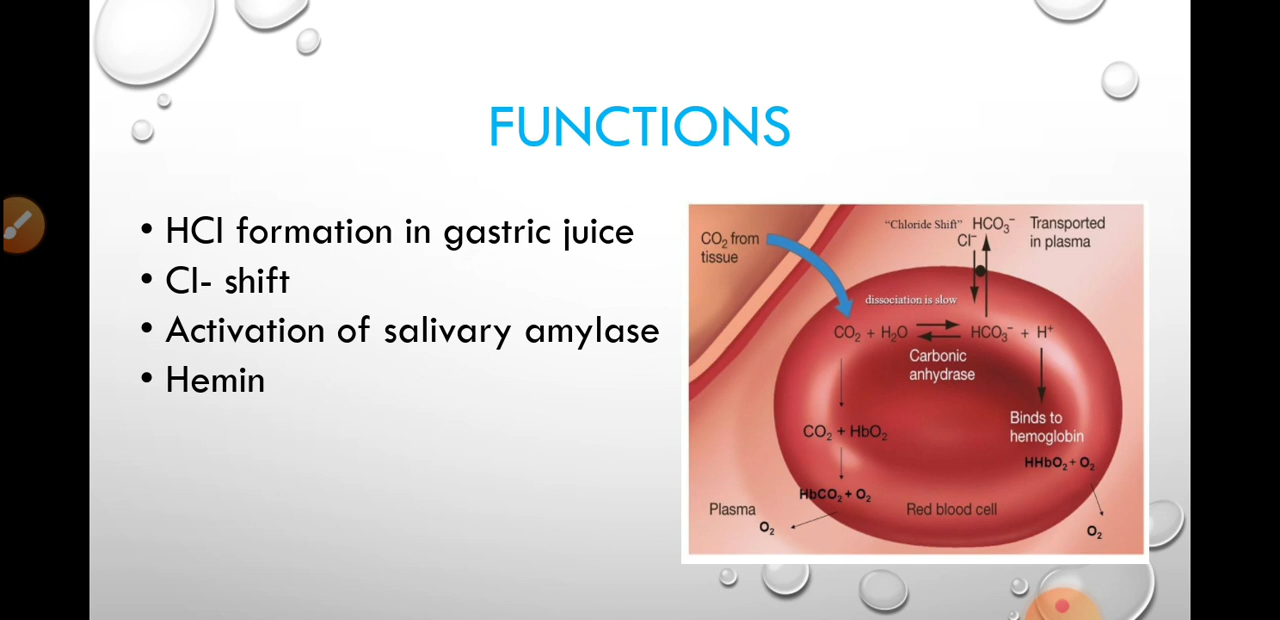 FUNCTIONS
• HCl formation in gastric juice
• Cl- shift
• Activation of salivary amylase
• Hemin
CO₂ from
tissue
"Chloride Shift" HCO₃⁻
Cl⁻
Transported
in plasma
dissociation is slow
CO₂ + H₂O
HCO₃⁻ + H⁺
Carbonic
anhydrase
CO₂ + HbO₂
Binds to
hemoglobin
HHbO₂ + O₂
HbCO₂ + O₂
Plasma
O₂
Red blood cell
O₂